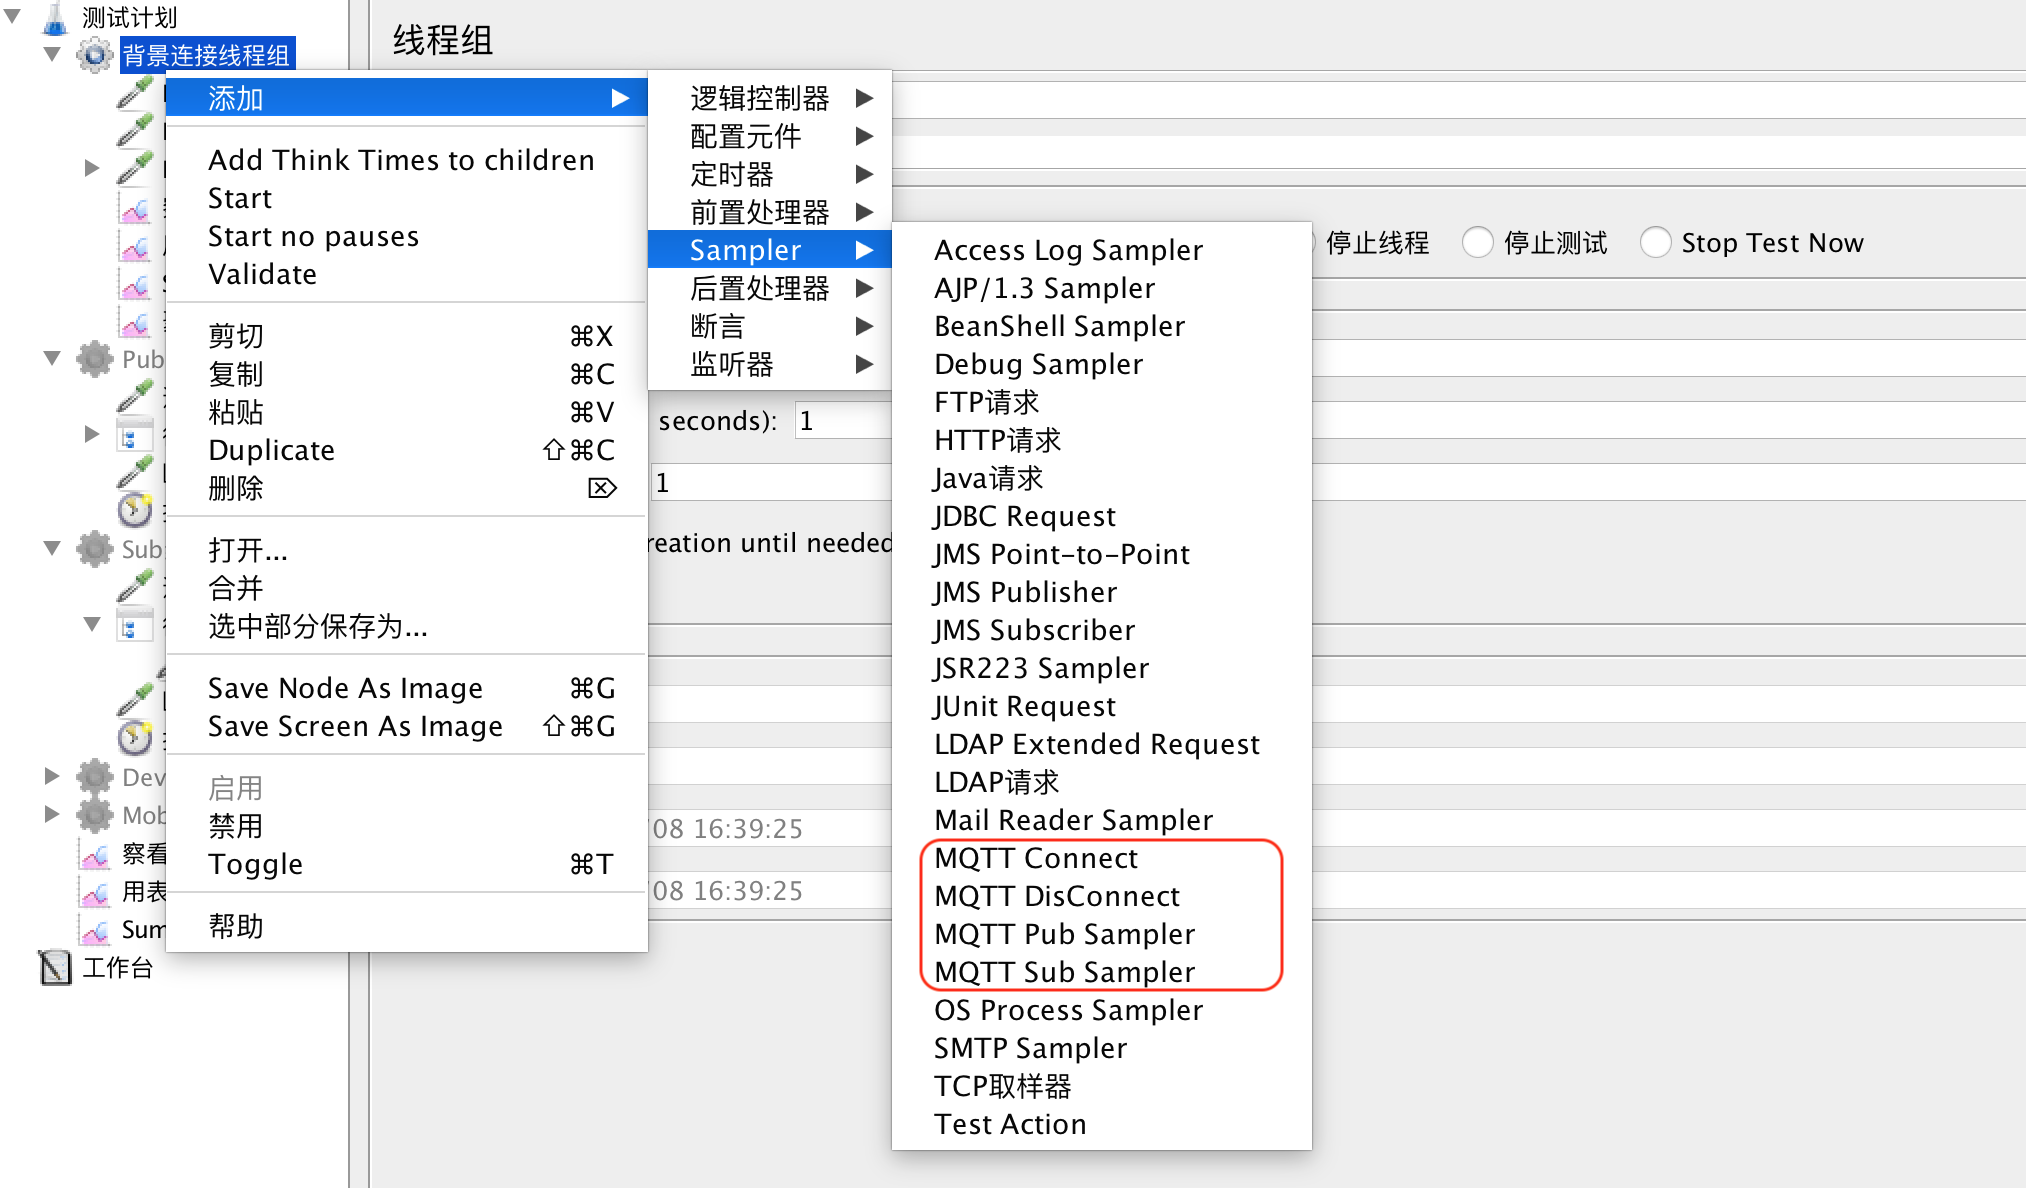 测试计划
背景连接线程组
Pub
Sub
Dev
Mob
察看
用表
Sum
工作台
添加
Add Think Times to children
Start
Start no pauses
Validate
剪切 ⌘X
复制 ⌘C
粘贴 ⌘V
Duplicate ⇧⌘C
删除 ⌦
打开...
合并
选中部分保存为...
Save Node As Image ⌘G
Save Screen As Image ⇧⌘G
启用
禁用
Toggle ⌘T
帮助
逻辑控制器
配置元件
定时器
前置处理器
Sampler
后置处理器
断言
监听器
Access Log Sampler
AJP/1.3 Sampler
BeanShell Sampler
Debug Sampler
FTP请求
HTTP请求
Java请求
JDBC Request
JMS Point-to-Point
JMS Publisher
JMS Subscriber
JSR223 Sampler
JUnit Request
LDAP Extended Request
LDAP请求
Mail Reader Sampler
MQTT Connect
MQTT DisConnect
MQTT Pub Sampler
MQTT Sub Sampler
OS Process Sampler
SMTP Sampler
TCP取样器
Test Action
线程组
停止线程 停止测试 Stop Test Now
seconds): 1
1
reation until needed
08 16:39:25
08 16:39:25